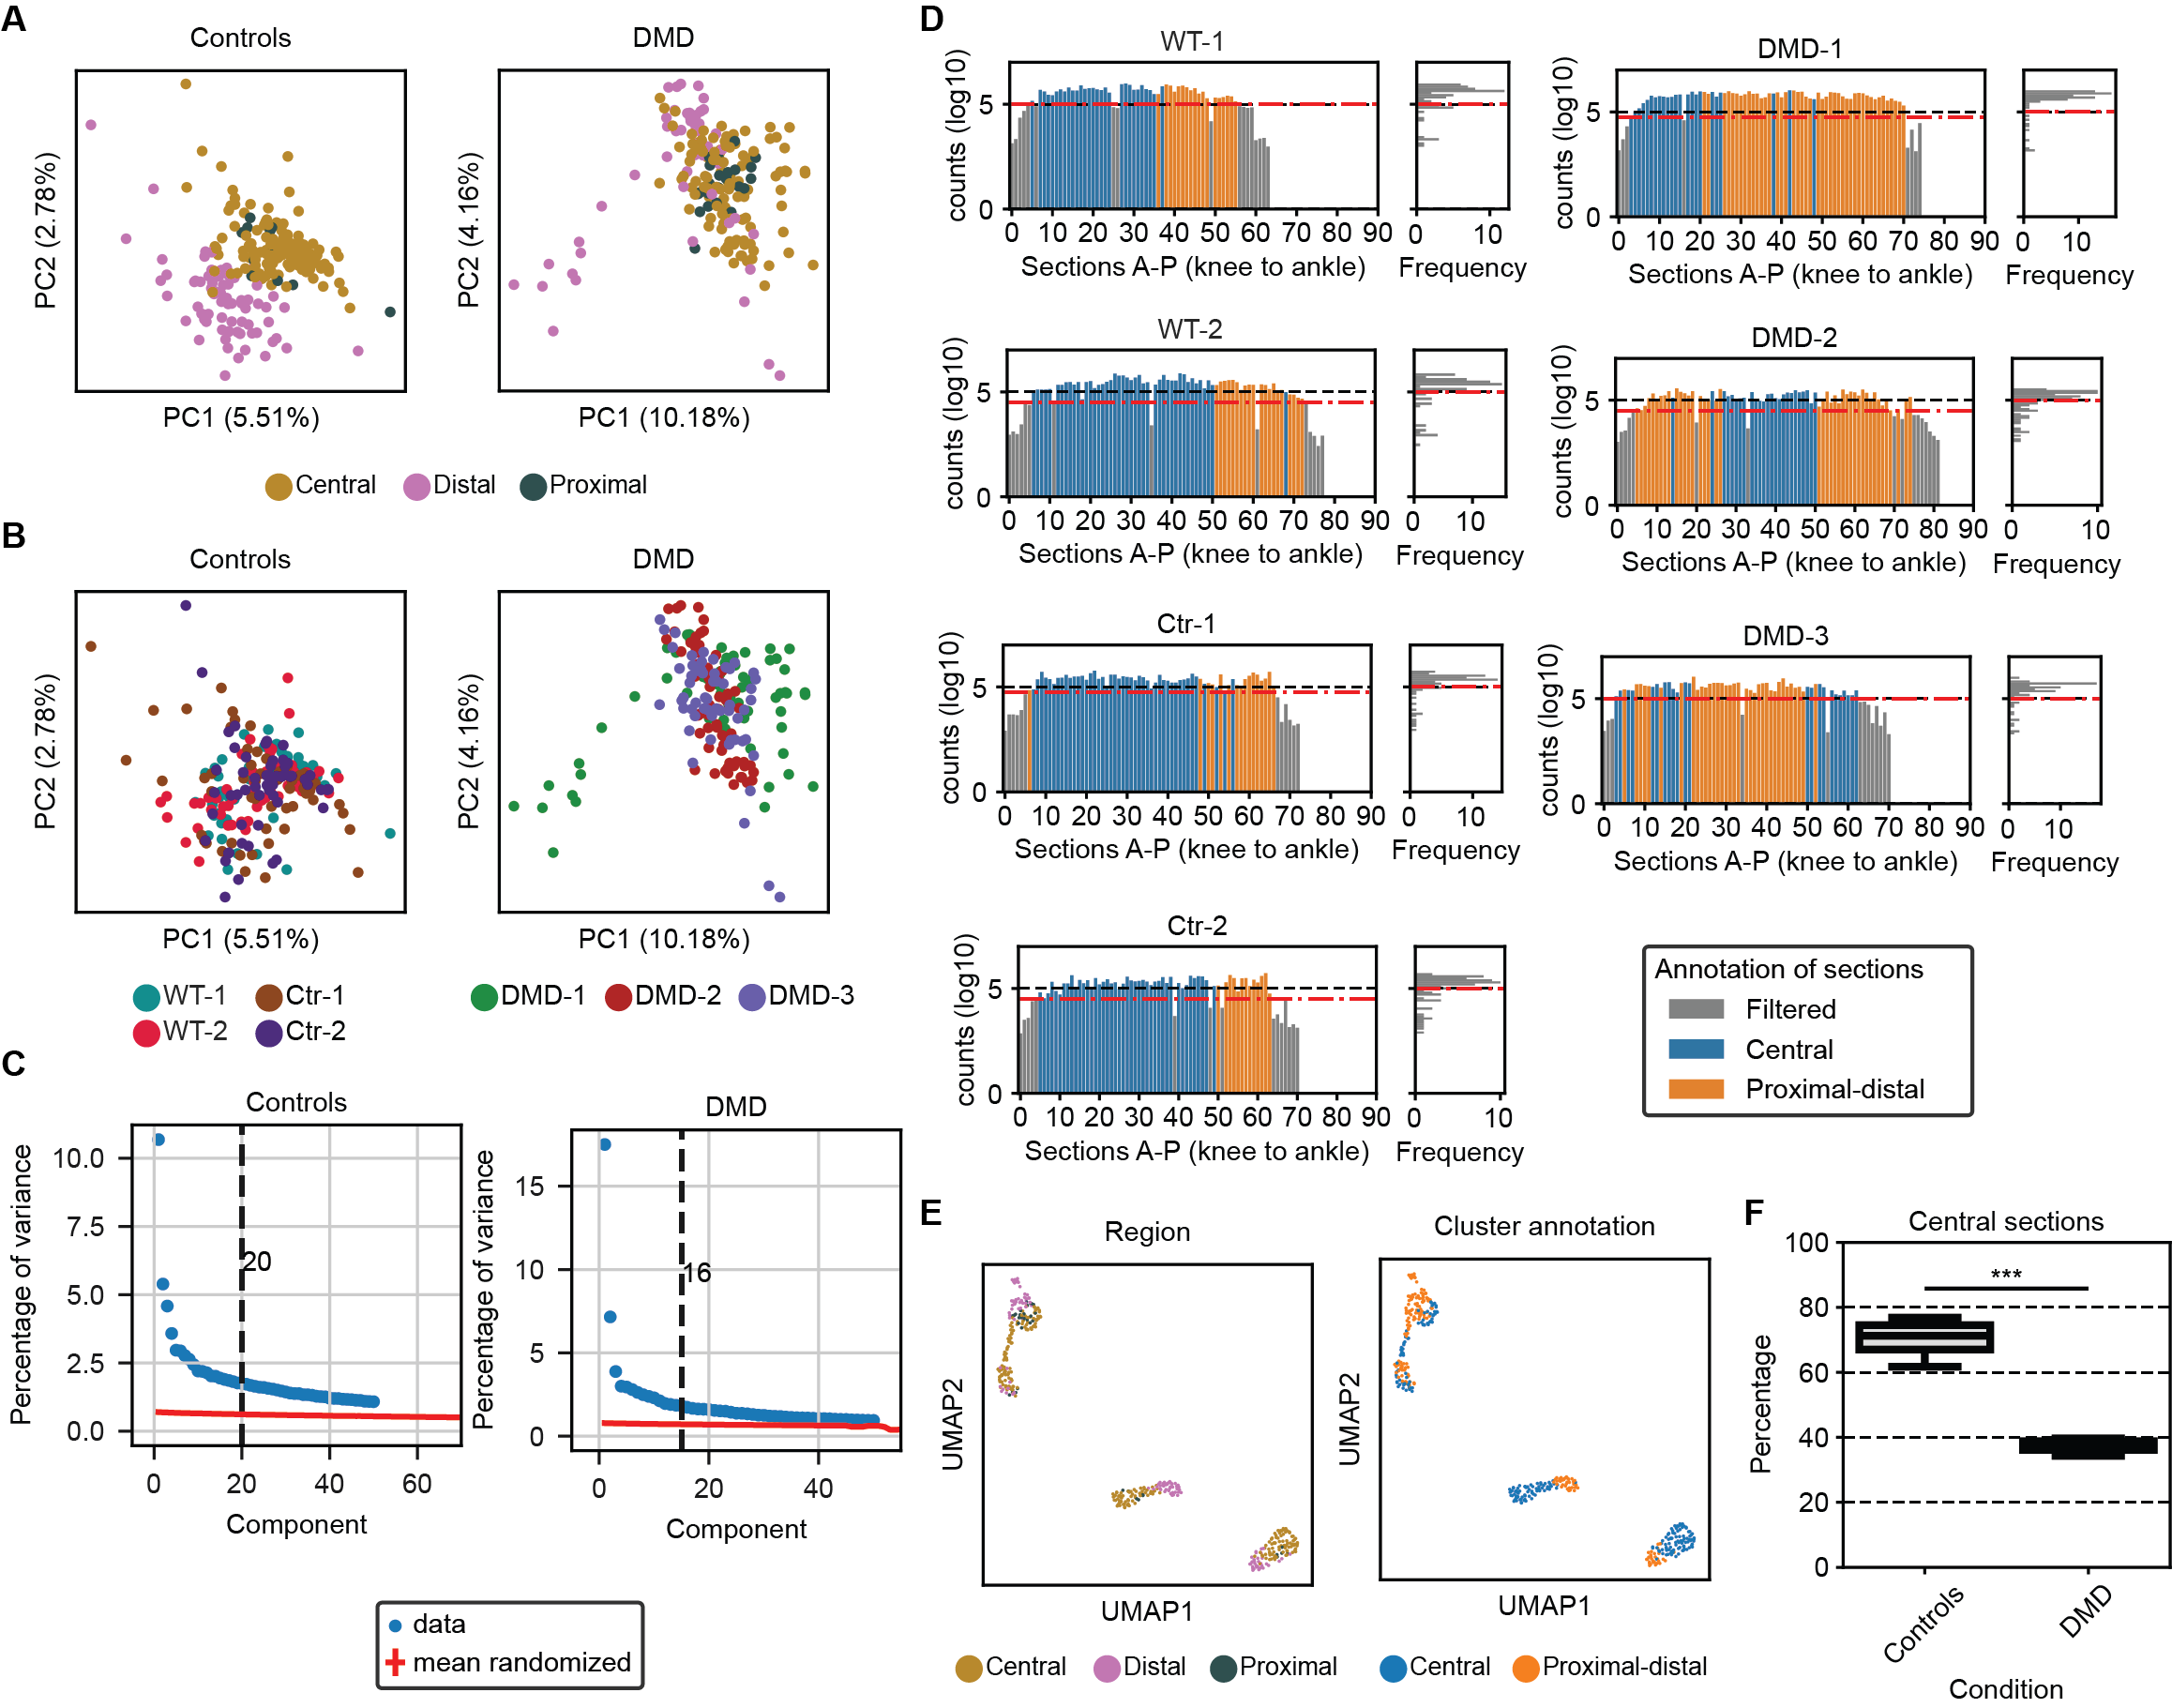 A
Controls
DMD
PC2 (2.78%)
PC1 (5.51%)
PC2 (4.16%)
PC1 (10.18%)
Central
Distal
Proximal
B
Controls
DMD
PC2 (2.78%)
PC1 (5.51%)
PC2 (4.16%)
PC1 (10.18%)
WT-1
Ctr-1
WT-2
Ctr-2
DMD-1
DMD-2
DMD-3
C
Controls
Percentage of variance
10.0
7.5
5.0
2.5
0.0
20
0 20 40 60
Component
DMD
Percentage of variance
15
10
5
0
16
0 20 40
Component
data
mean randomized
D
WT-1
counts (log10)
5
0
0 10 20 30 40 50 60 70 80 90
Sections A-P (knee to ankle)
0 10
Frequency
DMD-1
counts (log10)
5
0
0 10 20 30 40 50 60 70 80 90
Sections A-P (knee to ankle)
0 10
Frequency
WT-2
counts (log10)
5
0
0 10 20 30 40 50 60 70 80 90
Sections A-P (knee to ankle)
0 10
Frequency
DMD-2
counts (log10)
5
0
0 10 20 30 40 50 60 70 80 90
Sections A-P (knee to ankle)
0 10
Frequency
Ctr-1
counts (log10)
5
0
0 10 20 30 40 50 60 70 80 90
Sections A-P (knee to ankle)
0 10
Frequency
DMD-3
counts (log10)
5
0
0 10 20 30 40 50 60 70 80 90
Sections A-P (knee to ankle)
0 10
Frequency
Ctr-2
counts (log10)
5
0
0 10 20 30 40 50 60 70 80 90
Sections A-P (knee to ankle)
0 10
Frequency
Annotation of sections
Filtered
Central
Proximal-distal
E
Region
UMAP2
UMAP1
Central
Distal
Proximal
Cluster annotation
UMAP2
UMAP1
Central
Proximal-distal
F
Central sections
Percentage
100
80
60
40
20
0
***
Controls
DMD
Condition